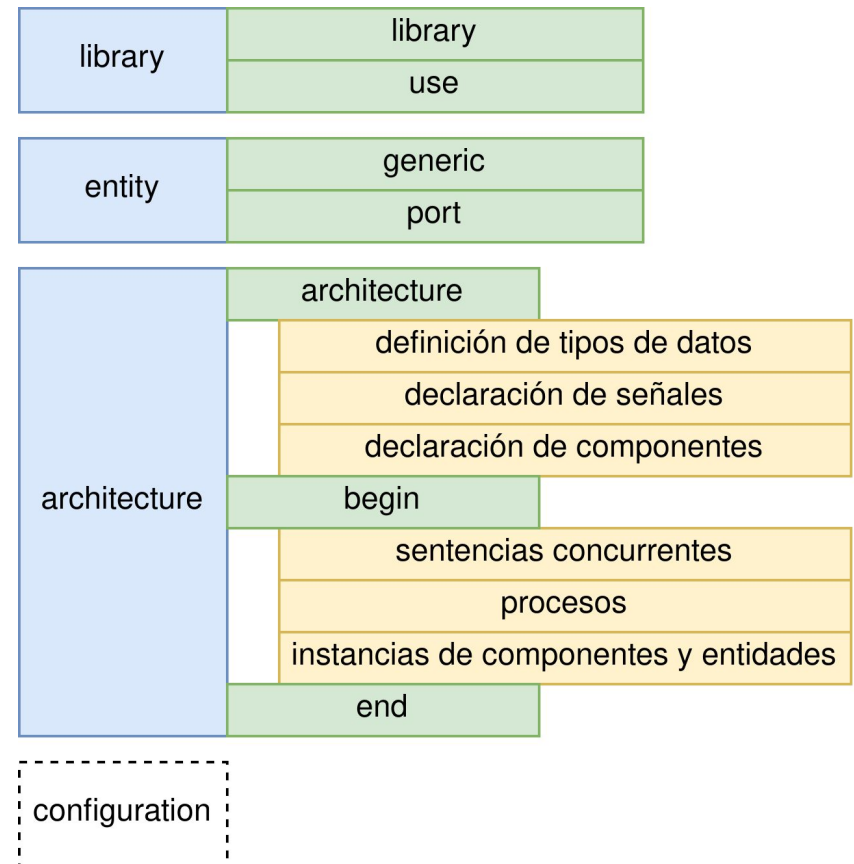 library
library
use
entity
generic
port
architecture
architecture
definición de tipos de datos
declaración de señales
declaración de componentes
begin
sentencias concurrentes
procesos
instancias de componentes y entidades
end
configuration